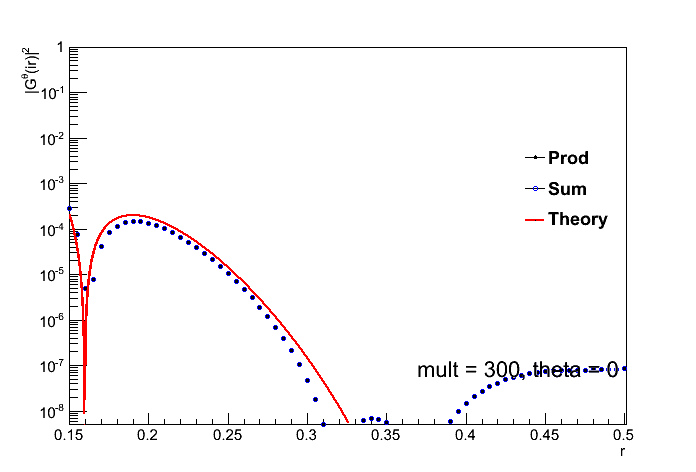 |G^θ(ir)|²
1
10⁻¹
10⁻²
10⁻³
10⁻⁴
10⁻⁵
10⁻⁶
10⁻⁷
10⁻⁸
Prod
Sum
Theory
mult = 300, theta = 0
0.15 0.2 0.25 0.3 0.35 0.4 0.45 0.5
r